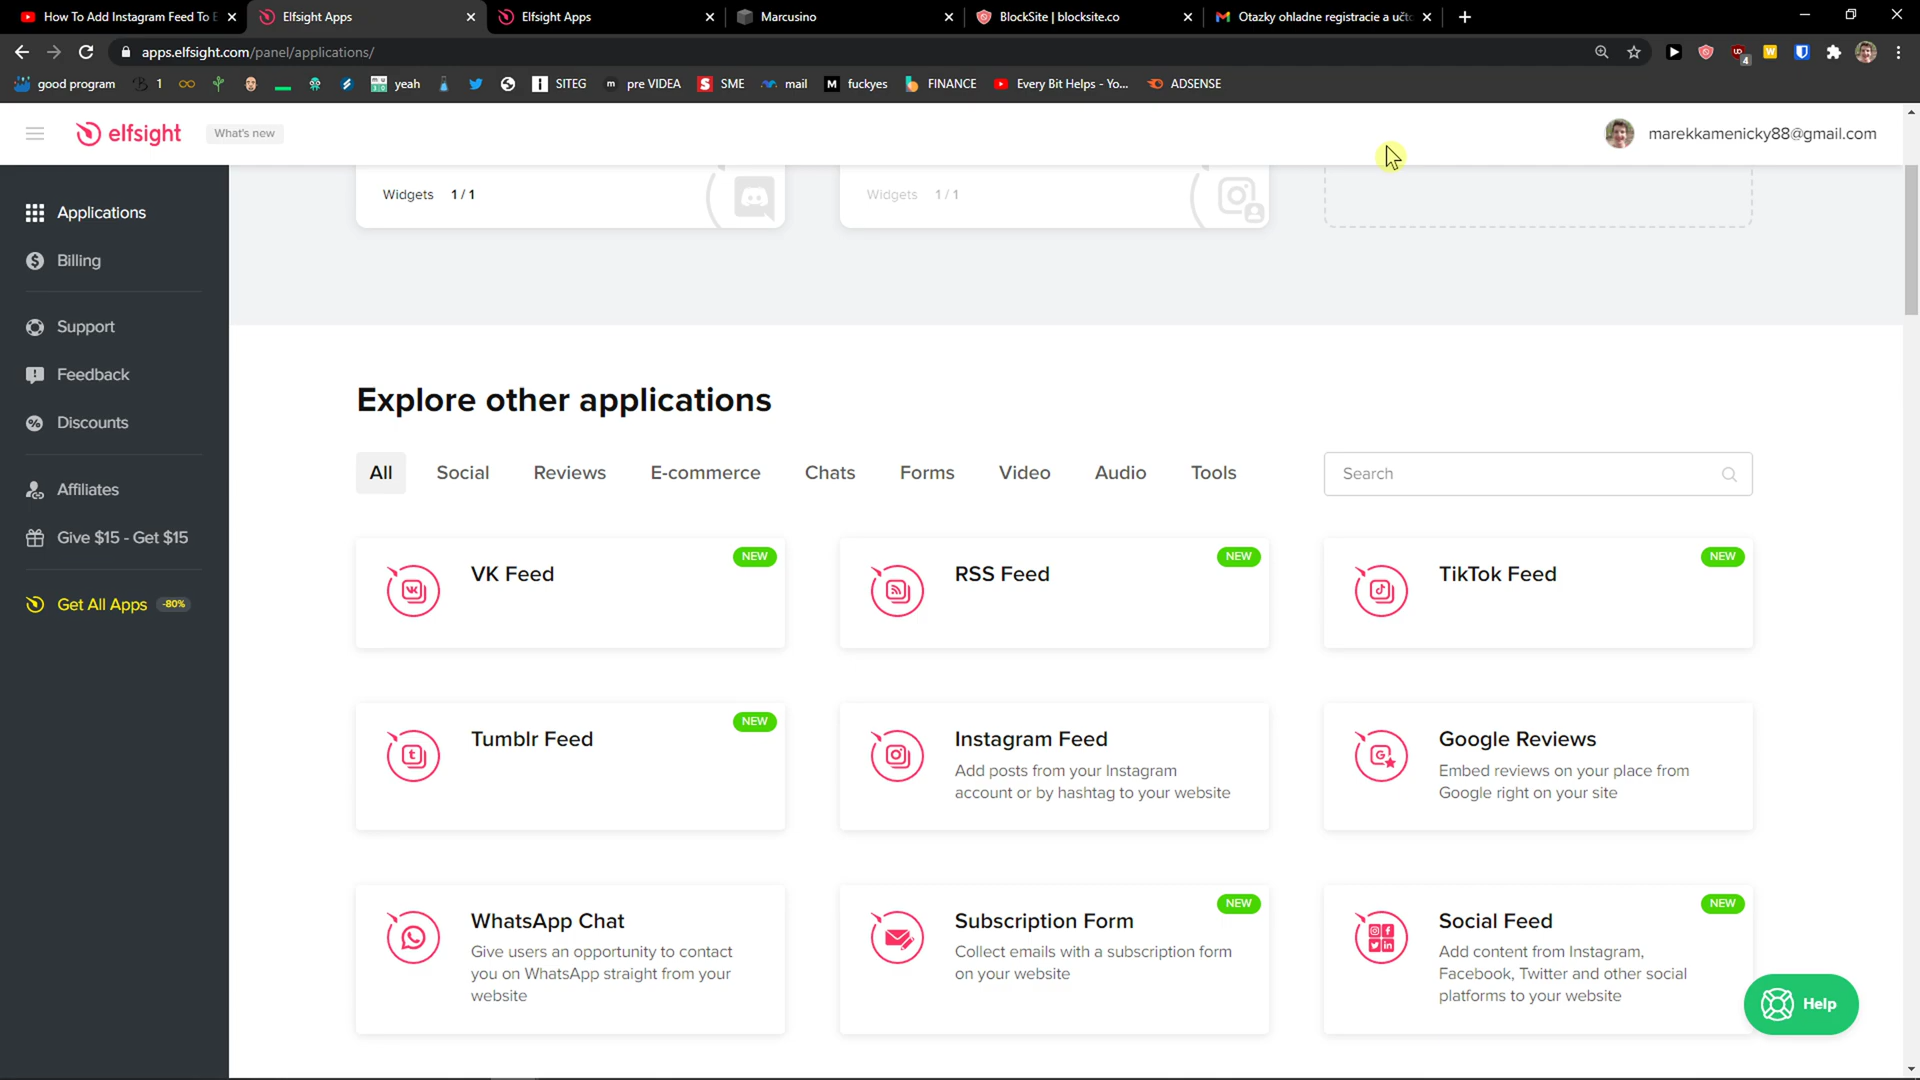 How To Add Instagram Feed To E
Elfsight Apps
Elfsight Apps
Marcusino
BlockSite | blocksite.co
Otazky ohladne registracie a učto
apps.elfsight.com/panel/applications/
4
good program
1
yeah
SITEG
pre VIDEA
SME
mail
fuckyes
FINANCE
Every Bit Helps - Yo...
ADSENSE
elfsight
What's new
marekkamenicky88@gmail.com
Applications
Billing
Support
Feedback
Discounts
Affiliates
Give $15 - Get $15
Get All Apps
-80%
Widgets 1 / 1
Widgets 1 / 1
Explore other applications
All
Social
Reviews
E-commerce
Chats
Forms
Video
Audio
Tools
Search
NEW
VK Feed
NEW
RSS Feed
NEW
TikTok Feed
NEW
Tumblr Feed
Instagram Feed
Add posts from your Instagram
account or by hashtag to your website
Google Reviews
Embed reviews on your place from
Google right on your site
WhatsApp Chat
Give users an opportunity to contact
you on WhatsApp straight from your
website
NEW
Subscription Form
Collect emails with a subscription form
on your website
NEW
Social Feed
Add content from Instagram,
Facebook, Twitter and other social
platforms to your website
Help